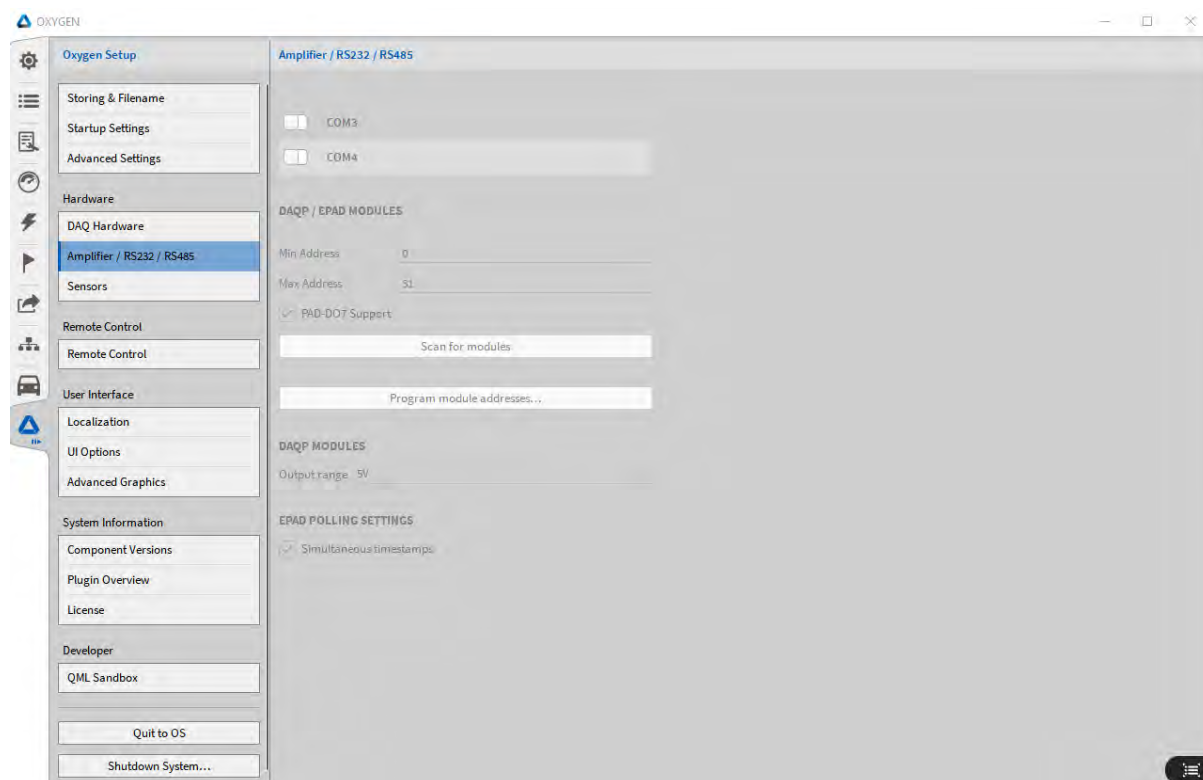 OXYGEN
Oxygen Setup
Amplifier / RS232 / RS485
Storing & Filename
Startup Settings
Advanced Settings
Hardware
DAQ Hardware
Amplifier / RS232 / RS485
Sensors
Remote Control
Remote Control
User Interface
Localization
UI Options
Advanced Graphics
System Information
Component Versions
Plugin Overview
License
Developer
QML Sandbox
Quit to OS
Shutdown System...
COM3
COM4
DAQP / EPAD MODULES
Min Address 0
Max Address 31
PAD-DO7 Support
Scan for modules
Program module addresses...
DAQP MODULES
Output range 5V
EPAD POLLING SETTINGS
Simultaneous timestamps